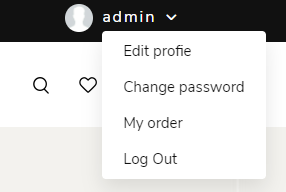 admin
Edit profie
Change password
My order
Log Out